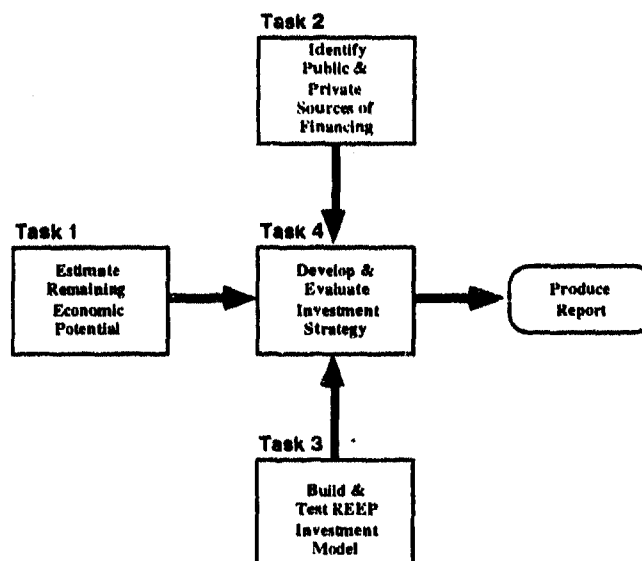 Task 2
Identify
Public &
Private
Sources of
Financing
Task 1
Estimate
Remaining
Economic
Potential
Task 4
Develop &
Evaluate
Investment
Strategy
Produce
Report
Task 3
Build &
Test REEP
Investment
Model